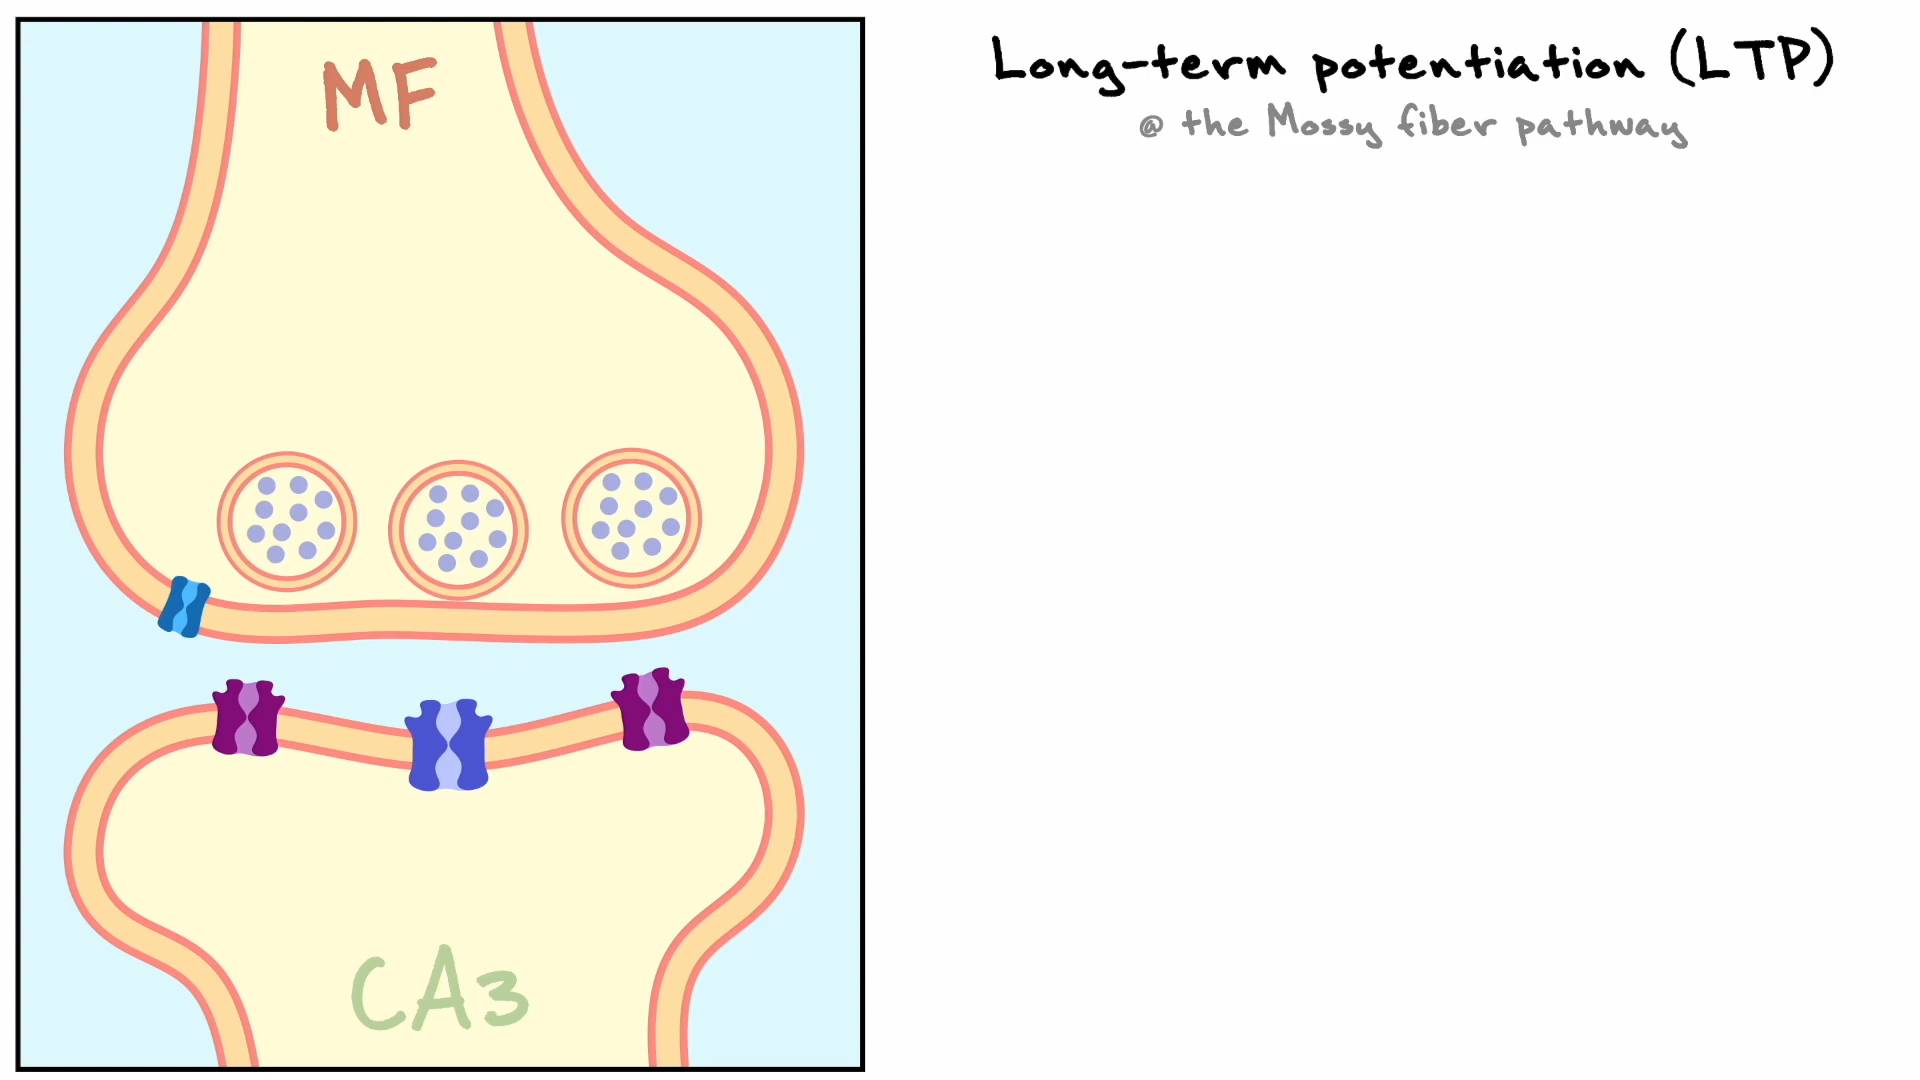 MF
CA3
Long-term potentiation (LTP)
@ the Mossy fiber pathway